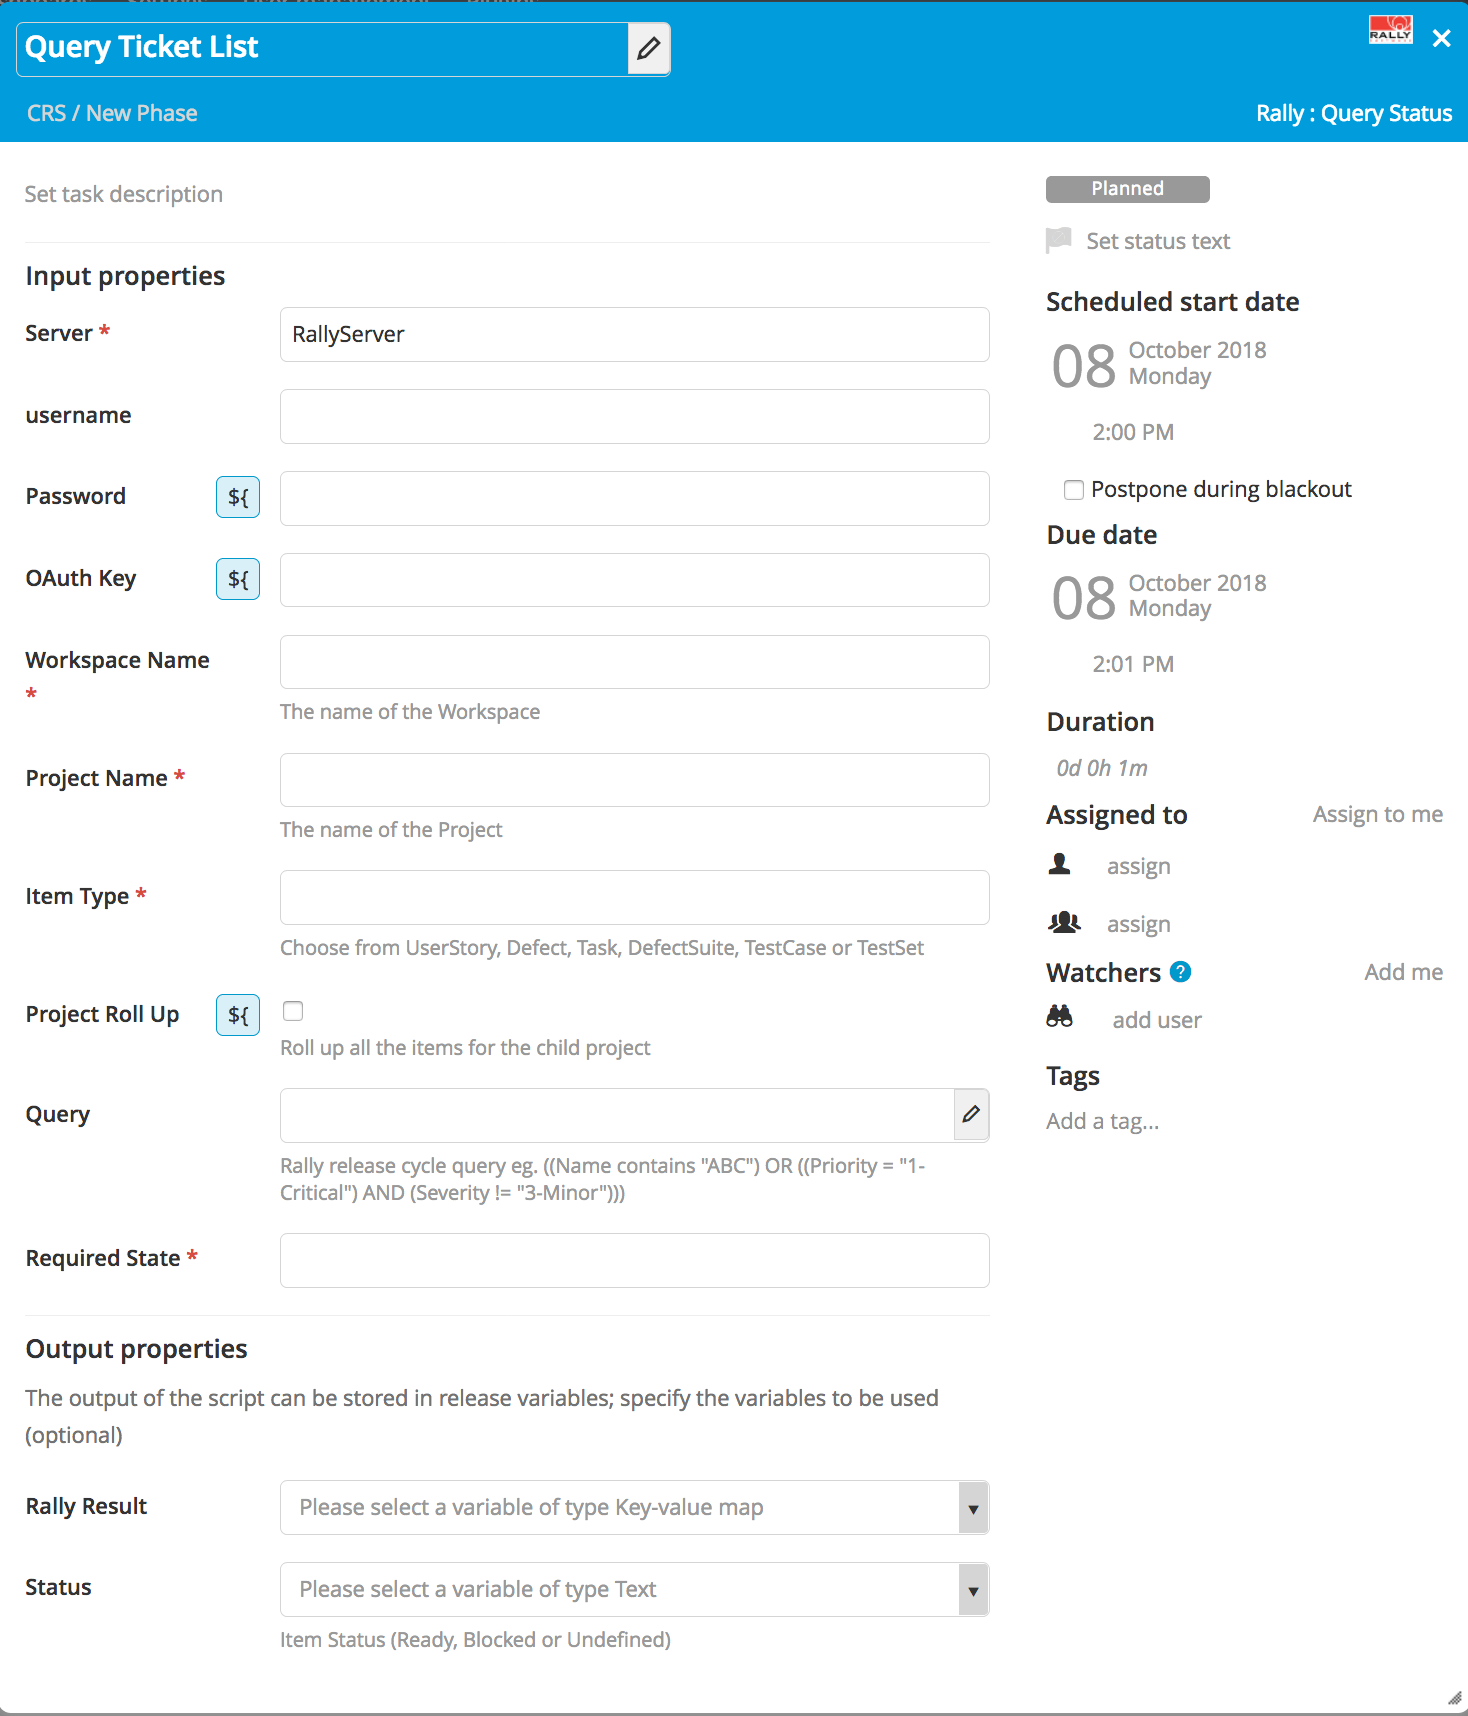 Query Ticket List
RALLY
CRS / New Phase
Rally : Query Status
Set task description
Input properties
Server *
RallyServer
username
Password
${
OAuth Key
${
Workspace Name
*
The name of the Workspace
Project Name *
The name of the Project
Item Type *
Choose from UserStory, Defect, Task, DefectSuite, TestCase or TestSet
Project Roll Up
${
Roll up all the items for the child project
Query
Rally release cycle query eg. ((Name contains "ABC") OR ((Priority = "1-
Critical") AND (Severity != "3-Minor")))
Required State *
Output properties
The output of the script can be stored in release variables; specify the variables to be used
(optional)
Rally Result
Please select a variable of type Key-value map
Status
Please select a variable of type Text
Item Status (Ready, Blocked or Undefined)
Planned
Set status text
Scheduled start date
08
October 2018
Monday
2:00 PM
Postpone during blackout
Due date
08
October 2018
Monday
2:01 PM
Duration
0d 0h 1m
Assigned to
Assign to me
assign
assign
Watchers ?
Add me
add user
Tags
Add a tag...